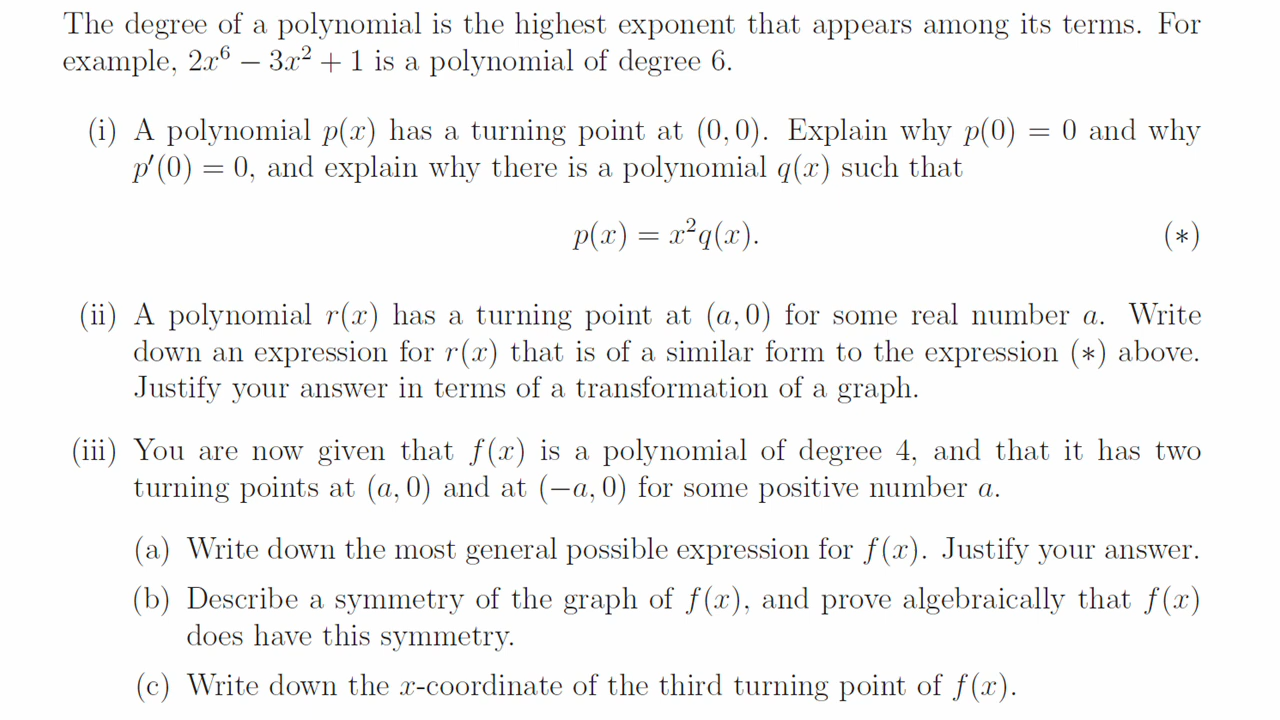 The degree of a polynomial is the highest exponent that appears among its terms. For
example, 2x⁶ − 3x² + 1 is a polynomial of degree 6.
(i) A polynomial p(x) has a turning point at (0, 0). Explain why p(0) = 0 and why
p′(0) = 0, and explain why there is a polynomial q(x) such that
p(x) = x²q(x). (∗)
(ii) A polynomial r(x) has a turning point at (a, 0) for some real number a. Write
down an expression for r(x) that is of a similar form to the expression (∗) above.
Justify your answer in terms of a transformation of a graph.
(iii) You are now given that f(x) is a polynomial of degree 4, and that it has two
turning points at (a, 0) and at (−a, 0) for some positive number a.
(a) Write down the most general possible expression for f(x). Justify your answer.
(b) Describe a symmetry of the graph of f(x), and prove algebraically that f(x)
does have this symmetry.
(c) Write down the x-coordinate of the third turning point of f(x).